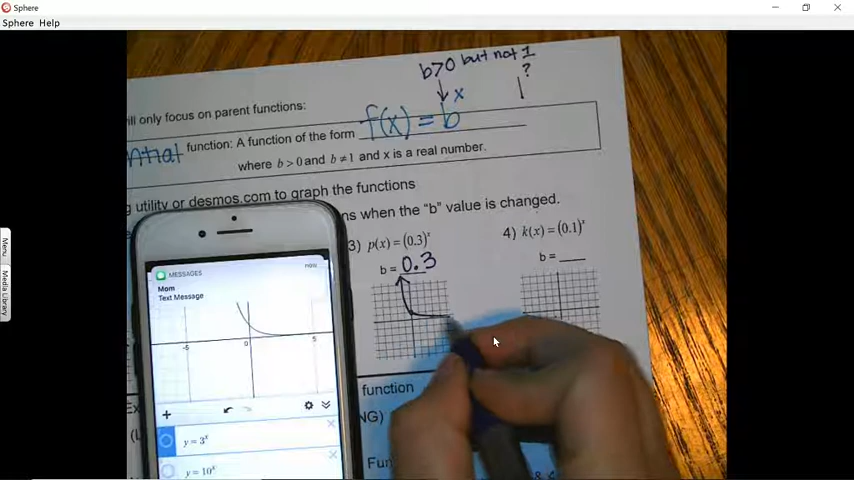 Sphere
Sphere Help
b>0 but not 1
?
will only focus on parent functions:
ntial function: A function of the form f(x) = b^x
where b > 0 and b ≠ 1 and x is a real number.
g utility or desmos.com to graph the functions
ns when the "b" value is changed.
3) p(x) = (0.3)^x
4) k(x) = (0.1)^x
b = 0.3
b = ___
MESSAGES
now
Mom
Text Message
-5 0 5
y = 3^x
y = 10^x
function
Menu
Media Library